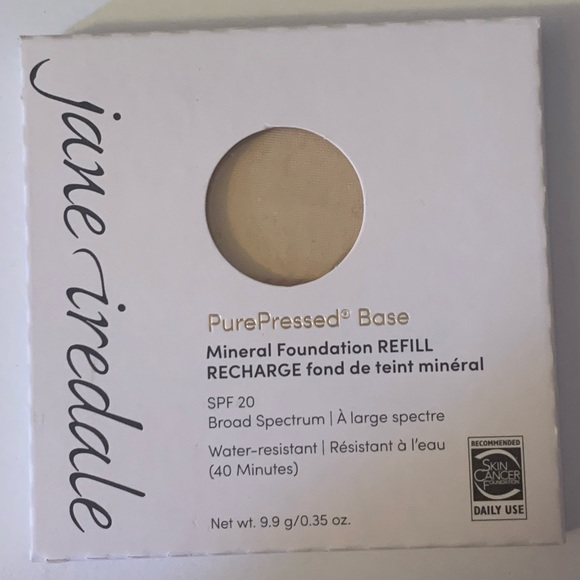 jane iredale
PurePressed® Base
Mineral Foundation REFILL
RECHARGE fond de teint minéral
SPF 20
Broad Spectrum | À large spectre
Water-resistant | Résistant à l'eau
(40 Minutes)
Net wt. 9.9 g/0.35 oz.
RECOMMENDED
SKIN
CANCER
FOUNDATION
DAILY USE